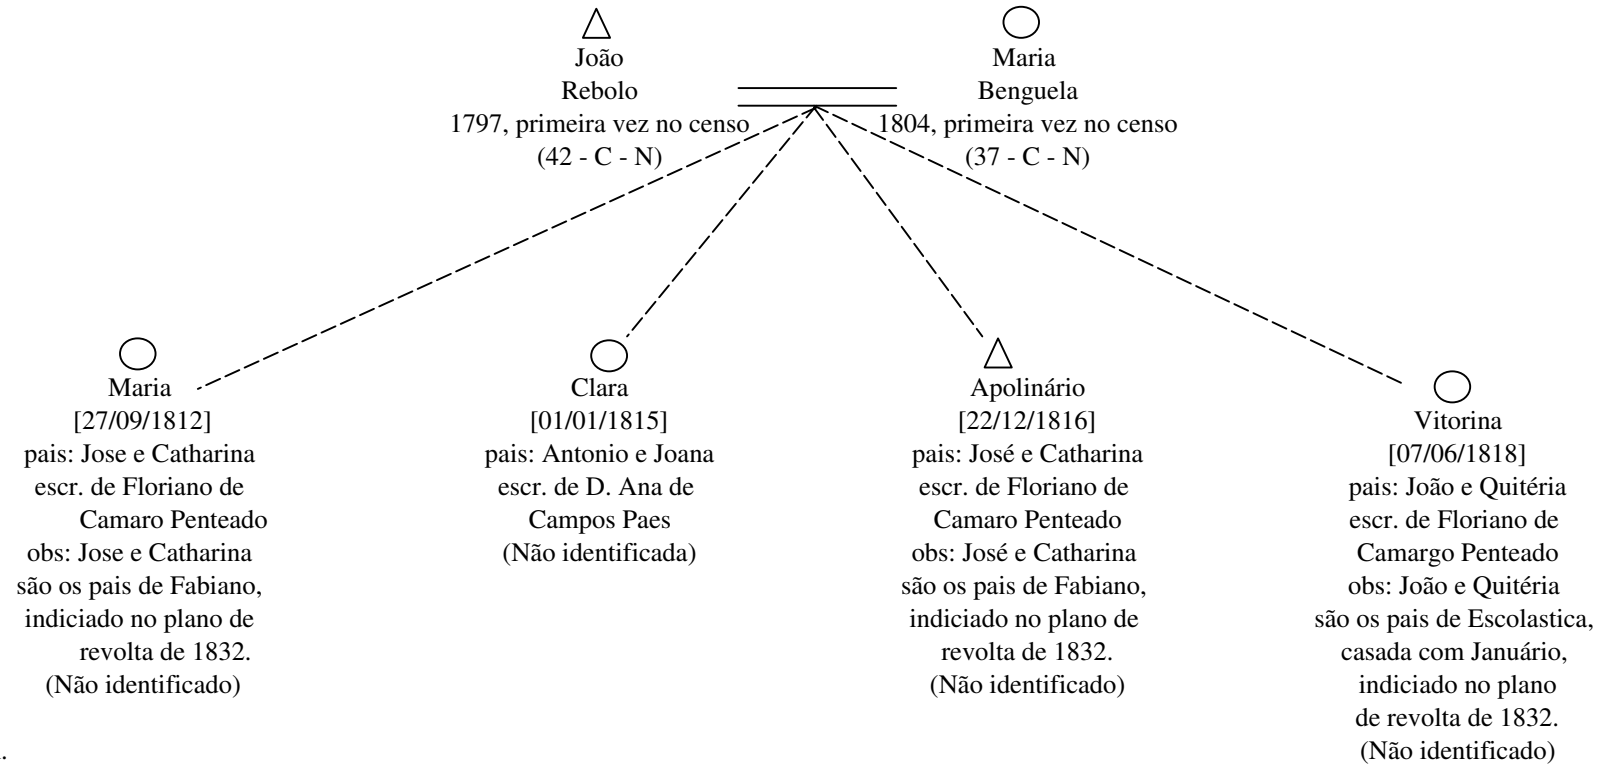 João
Rebolo
1797, primeira vez no censo
(42 - C - N)
Maria
Benguela
1804, primeira vez no censo
(37 - C - N)
Maria
[27/09/1812]
pais: Jose e Catharina
escr. de Floriano de
Camaro Penteado
obs: Jose e Catharina
são os pais de Fabiano,
indiciado no plano de
revolta de 1832.
(Não identificado)
Clara
[01/01/1815]
pais: Antonio e Joana
escr. de D. Ana de
Campos Paes
(Não identificada)
Apolinário
[22/12/1816]
pais: José e Catharina
escr. de Floriano de
Camaro Penteado
obs: José e Catharina
são os pais de Fabiano,
indiciado no plano de
revolta de 1832.
(Não identificado)
Vitorina
[07/06/1818]
pais: João e Quitéria
escr. de Floriano de
Camargo Penteado
obs: João e Quitéria
são os pais de Escolastica,
casada com Januário,
indiciado no plano
de revolta de 1832.
(Não identificado)